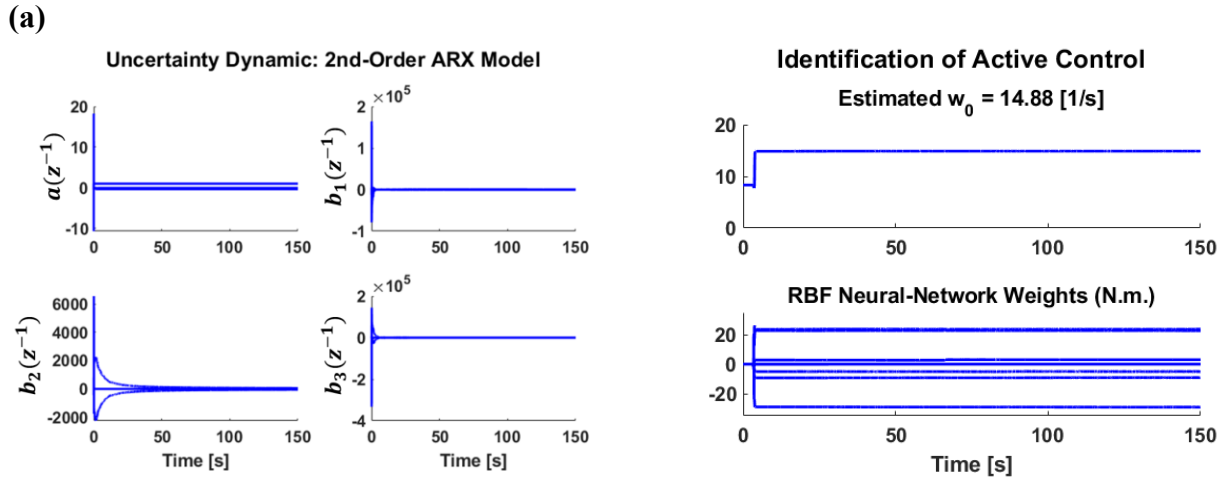 (a)
Uncertainty Dynamic: 2nd-Order ARX Model
a(z⁻¹)
20
10
0
-10
0 50 100 150
×10⁵
b₁(z⁻¹)
2
1
0
-1
0 50 100 150
b₂(z⁻¹)
6000
4000
2000
0
-2000
0 50 100 150
Time [s]
×10⁵
b₃(z⁻¹)
2
0
-2
-4
0 50 100 150
Time [s]
Identification of Active Control
Estimated w₀ = 14.88 [1/s]
20
10
0
0 50 100 150
RBF Neural-Network Weights (N.m.)
20
0
-20
0 50 100 150
Time [s]